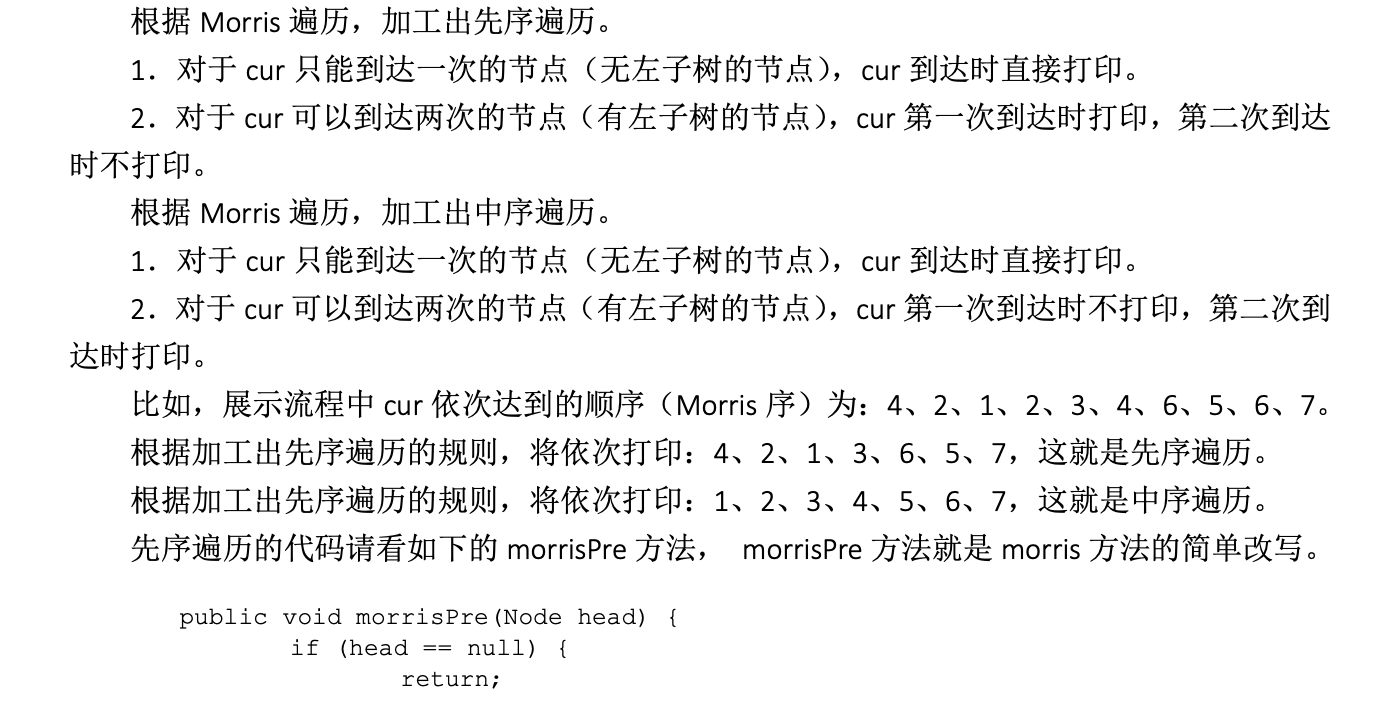 根据 Morris 遍历，加工出先序遍历。
1．对于 cur 只能到达一次的节点（无左子树的节点），cur 到达时直接打印。
2．对于 cur 可以到达两次的节点（有左子树的节点），cur 第一次到达时打印，第二次到达
时不打印。
根据 Morris 遍历，加工出中序遍历。
1．对于 cur 只能到达一次的节点（无左子树的节点），cur 到达时直接打印。
2．对于 cur 可以到达两次的节点（有左子树的节点），cur 第一次到达时不打印，第二次到
达时打印。
比如，展示流程中 cur 依次达到的顺序（Morris 序）为：4、2、1、2、3、4、6、5、6、7。
根据加工出先序遍历的规则，将依次打印：4、2、1、3、6、5、7，这就是先序遍历。
根据加工出先序遍历的规则，将依次打印：1、2、3、4、5、6、7，这就是中序遍历。
先序遍历的代码请看如下的 morrisPre 方法， morrisPre 方法就是 morris 方法的简单改写。
public void morrisPre(Node head) {
if (head == null) {
return;